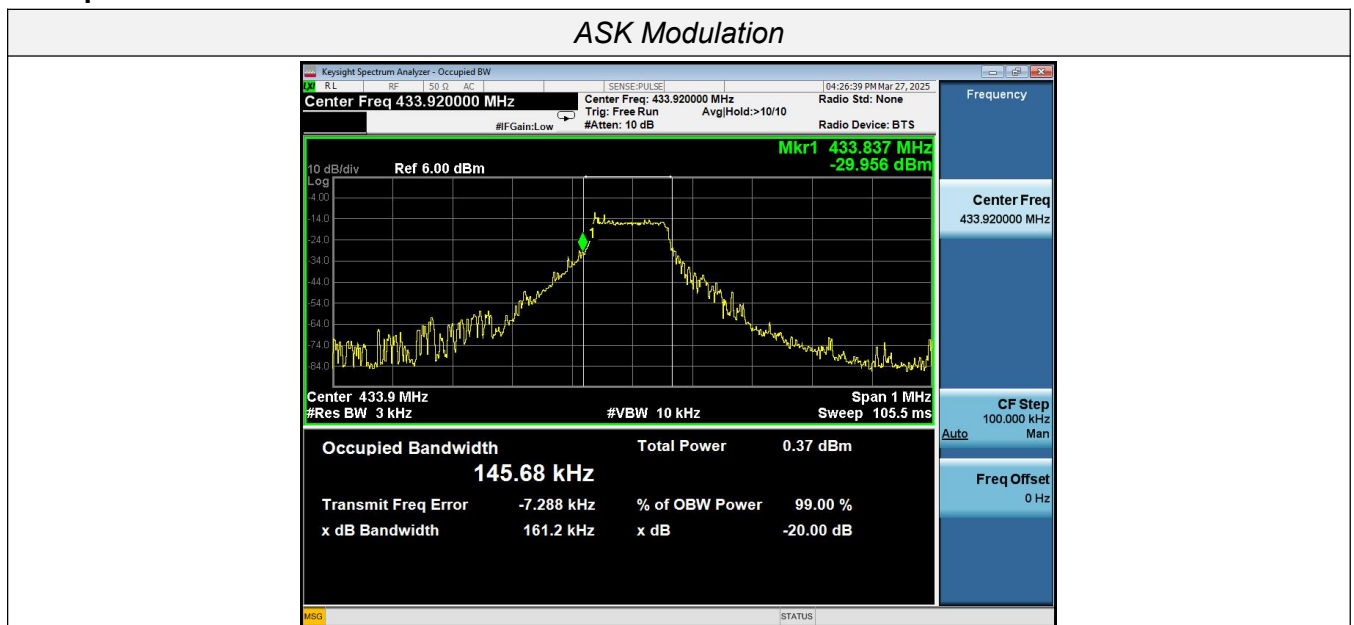 ASK Modulation
Keysight Spectrum Analyzer - Occupied BW
LXI RL RF 50 Ω AC SENSE:PULSE 04:26:39 PM Mar 27, 2025
Center Freq 433.920000 MHz Center Freq: 433.920000 MHz Radio Std: None
Trig: Free Run Avg|Hold:>10/10
#IFGain:Low #Atten: 10 dB Radio Device: BTS
Frequency
Mkr1 433.837 MHz
10 dB/div Ref 6.00 dBm -29.956 dBm
Log
-4.00
-14.0
1
-24.0
-34.0
-44.0
-54.0
-64.0
-74.0
-84.0
Center 433.9 MHz Span 1 MHz
#Res BW 3 kHz #VBW 10 kHz Sweep 105.5 ms
Center Freq
433.920000 MHz
CF Step
100.000 kHz
Auto Man
Freq Offset
0 Hz
Occupied Bandwidth Total Power 0.37 dBm
145.68 kHz
Transmit Freq Error -7.288 kHz % of OBW Power 99.00 %
x dB Bandwidth 161.2 kHz x dB -20.00 dB
MSG STATUS